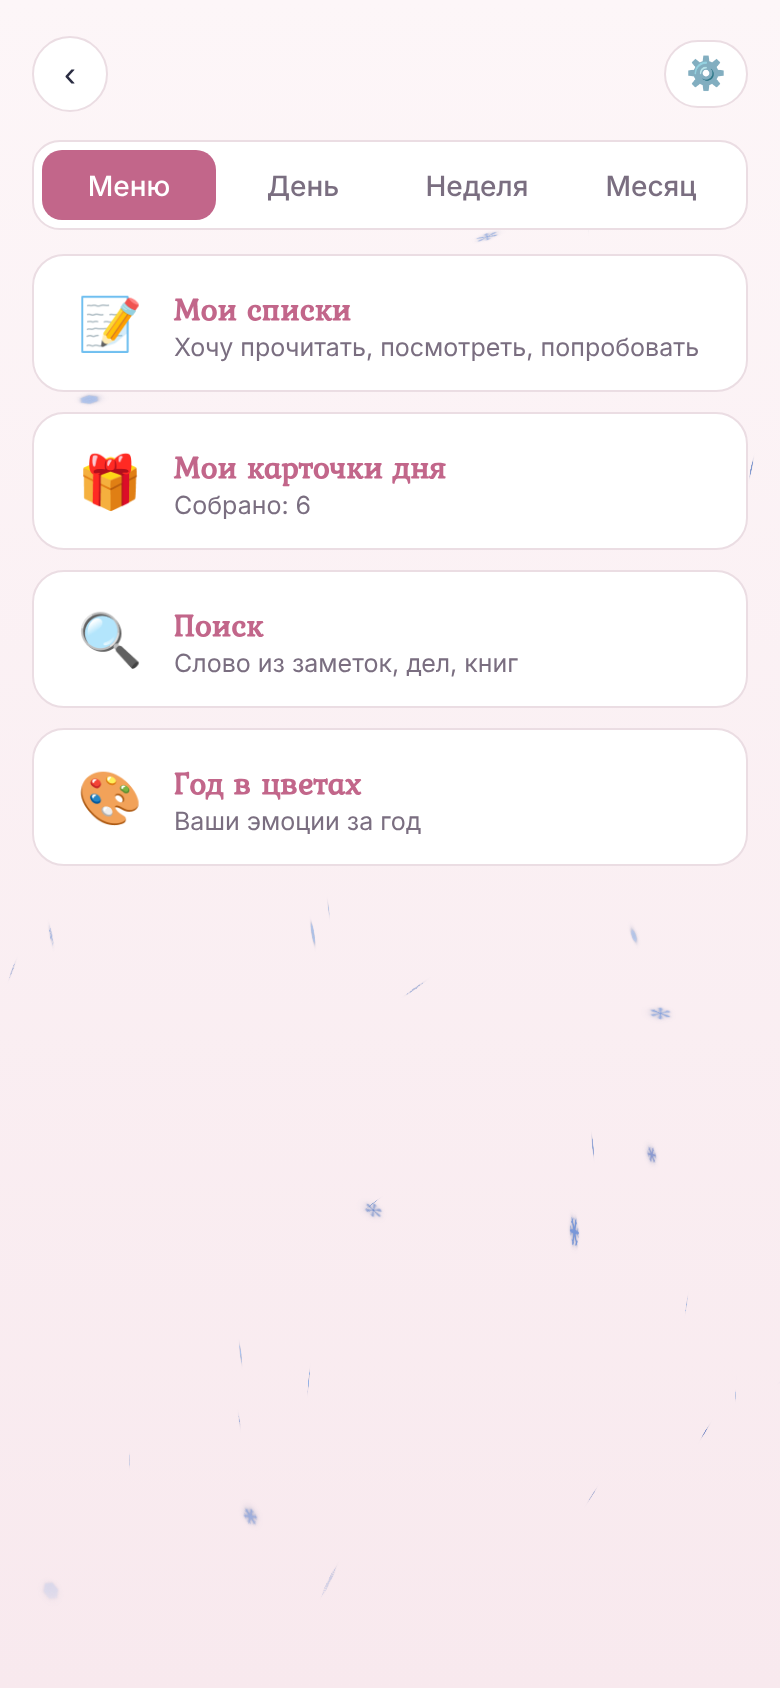 Меню День Неделя Месяц
Мои списки
Хочу прочитать, посмотреть, попробовать
Мои карточки дня
Собрано: 6
Поиск
Слово из заметок, дел, книг
Год в цветах
Ваши эмоции за год